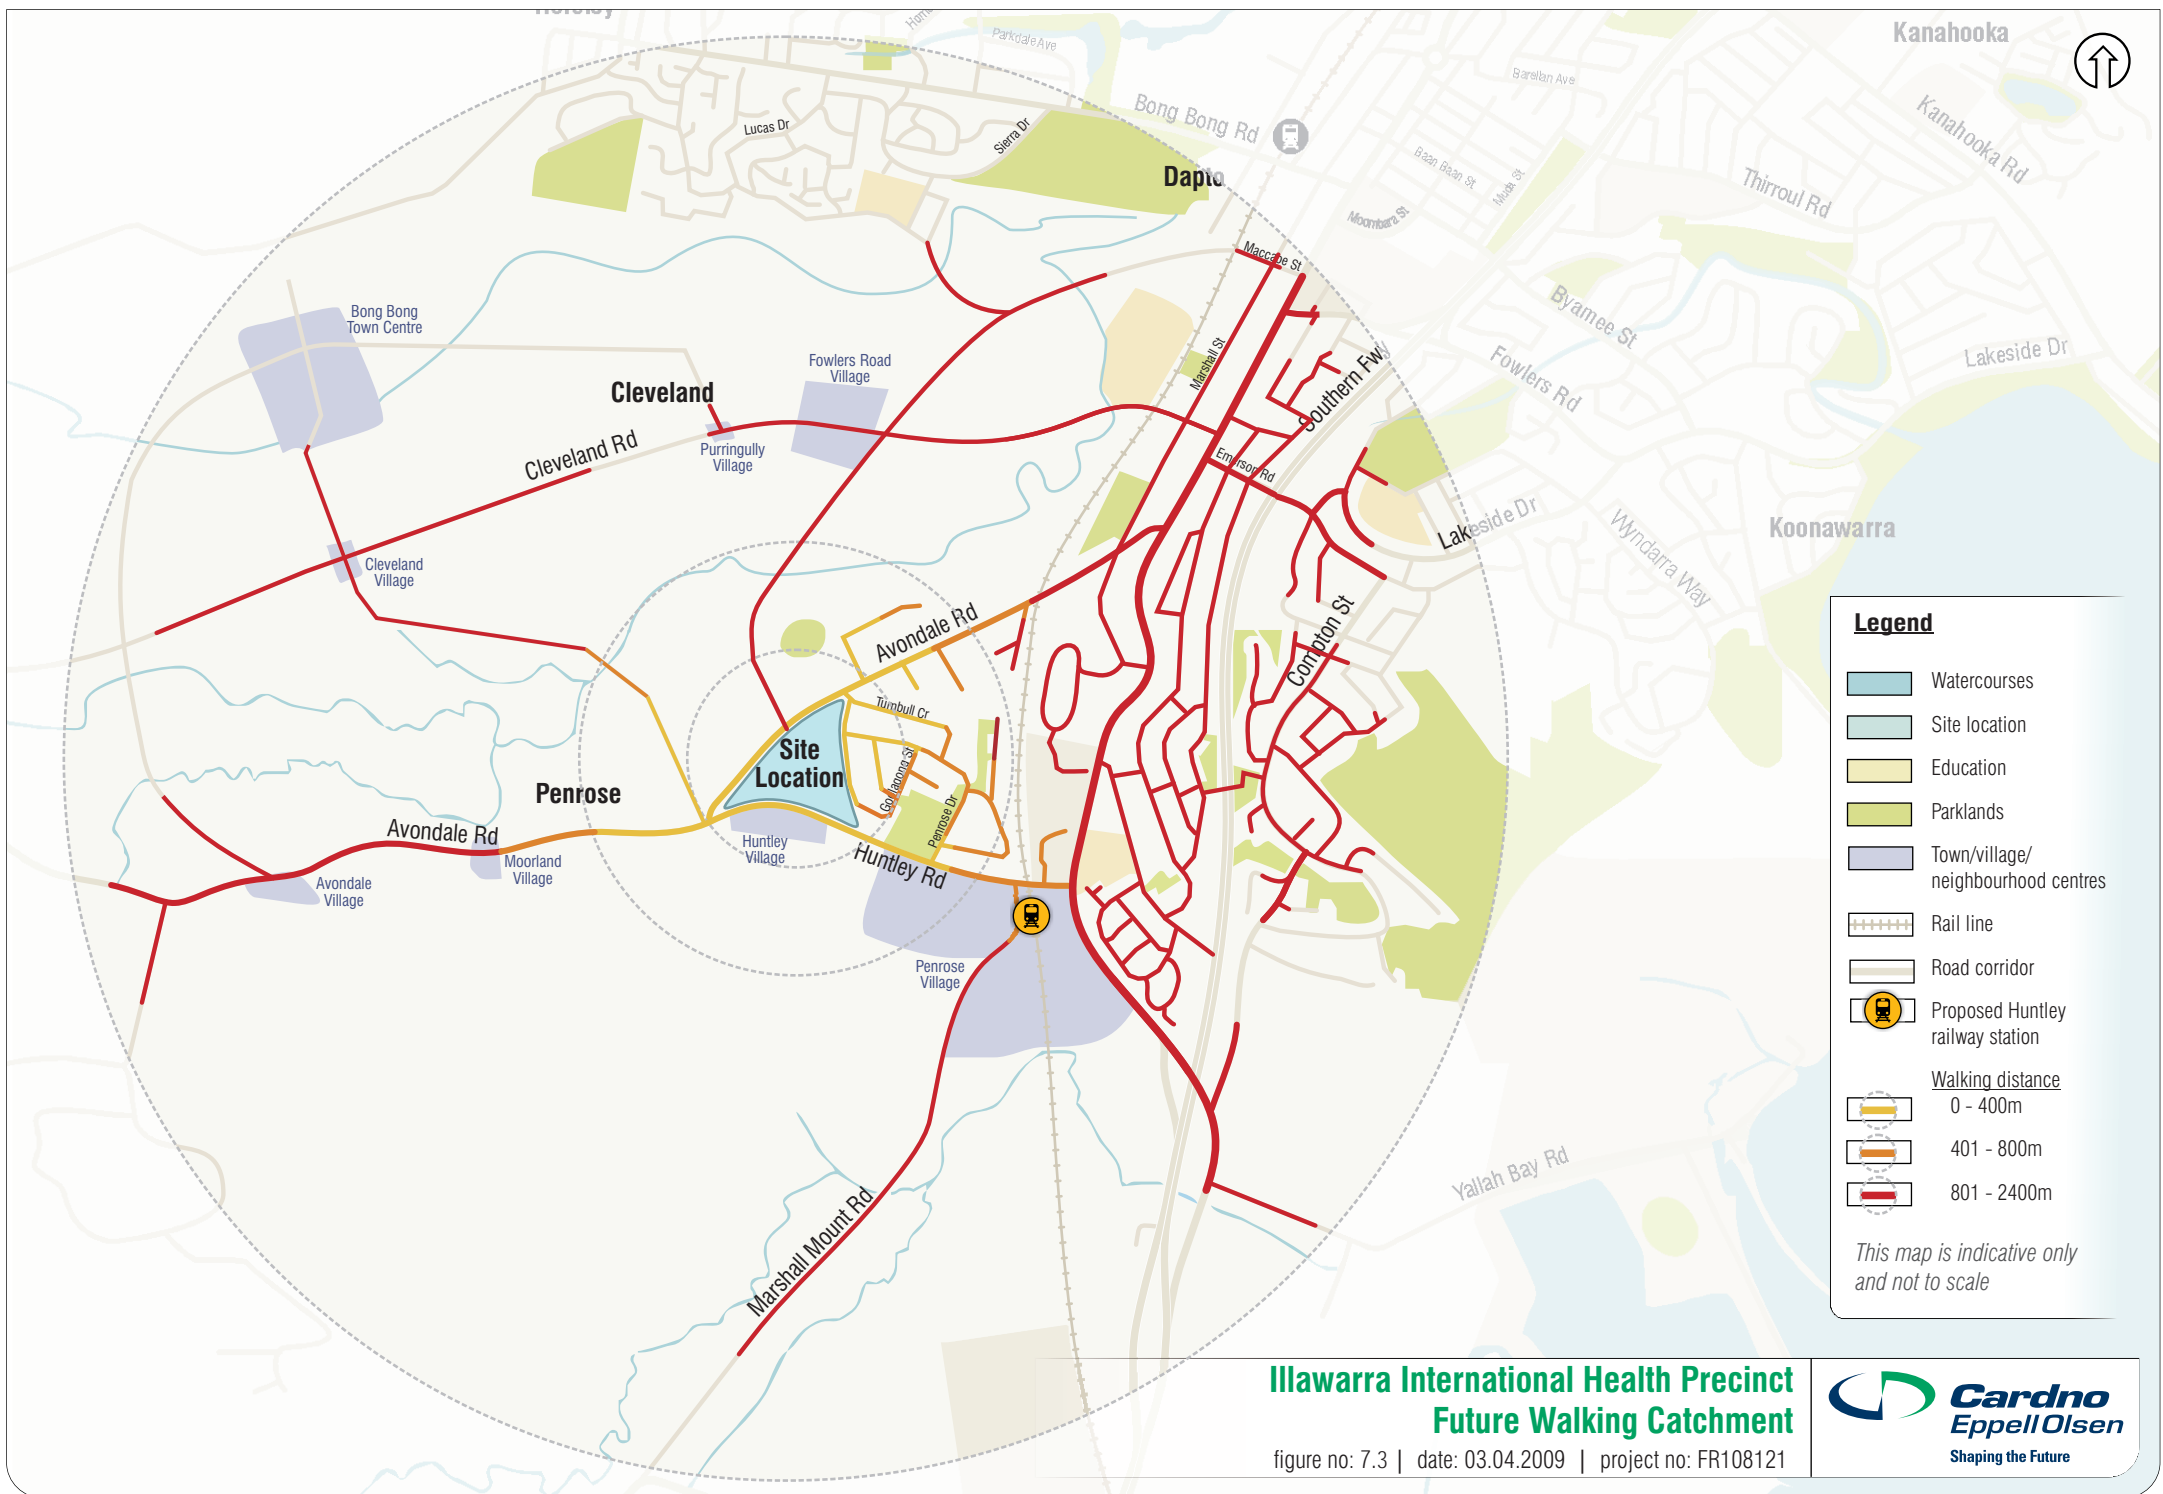 Kanahooka
Parkdale Ave
Barellan Ave
Bong Bong Rd
Kanahooka Rd
Lucas Dr
Sierra Dr
Baan Baan St
Muda St
Thirroul Rd
Dapto
Moombara St
Maccabe St
Bong Bong
Town Centre
Byamee St
Fowlers Road
Village
Marshall St
Southern Fwy
Fowlers Rd
Lakeside Dr
Cleveland
Cleveland Rd
Purringully
Village
Emerson Rd
Lakeside Dr
Koonawarra
Wyndarra Way
Cleveland
Village
Avondale Rd
Compton St
Turnbull Cr
Site
Location
Penrose
Penrose Dr
Avondale Rd
Huntley
Village
Huntley Rd
Moorland
Village
Avondale
Village
Penrose
Village
Marshall Mount Rd
Yallah Bay Rd
Legend
Watercourses
Site location
Education
Parklands
Town/village/
neighbourhood centres
Rail line
Road corridor
Proposed Huntley
railway station
Walking distance
0 - 400m
401 - 800m
801 - 2400m
This map is indicative only
and not to scale
Illawarra International Health Precinct
Future Walking Catchment
figure no: 7.3 | date: 03.04.2009 | project no: FR108121
Cardno
Eppell Olsen
Shaping the Future